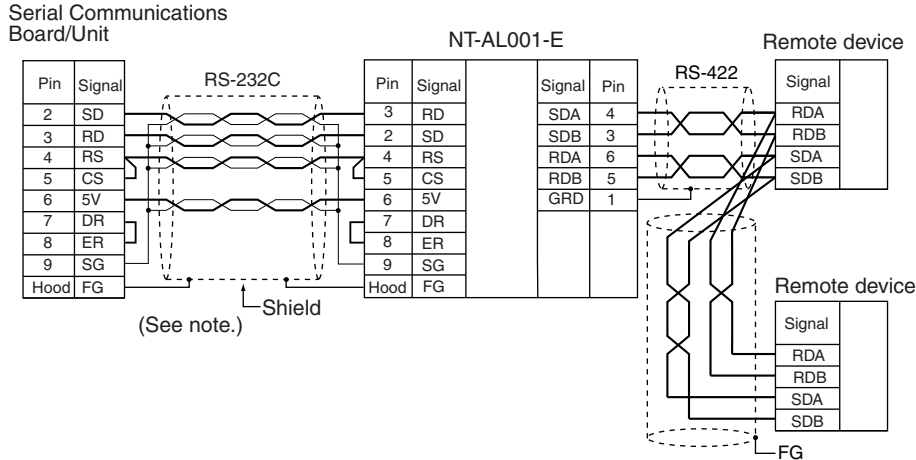 Serial Communications
Board/Unit
NT-AL001-E
Remote device
RS-232C
RS-422
Pin Signal
2 SD
3 RD
4 RS
5 CS
6 5V
7 DR
8 ER
9 SG
Hood FG
Pin Signal
3 RD
2 SD
4 RS
5 CS
6 5V
7 DR
8 ER
9 SG
Hood FG
Signal Pin
SDA 4
SDB 3
RDA 6
RDB 5
GRD 1
Signal
RDA
RDB
SDA
SDB
Shield
(See note.)
Remote device
Signal
RDA
RDB
SDA
SDB
FG